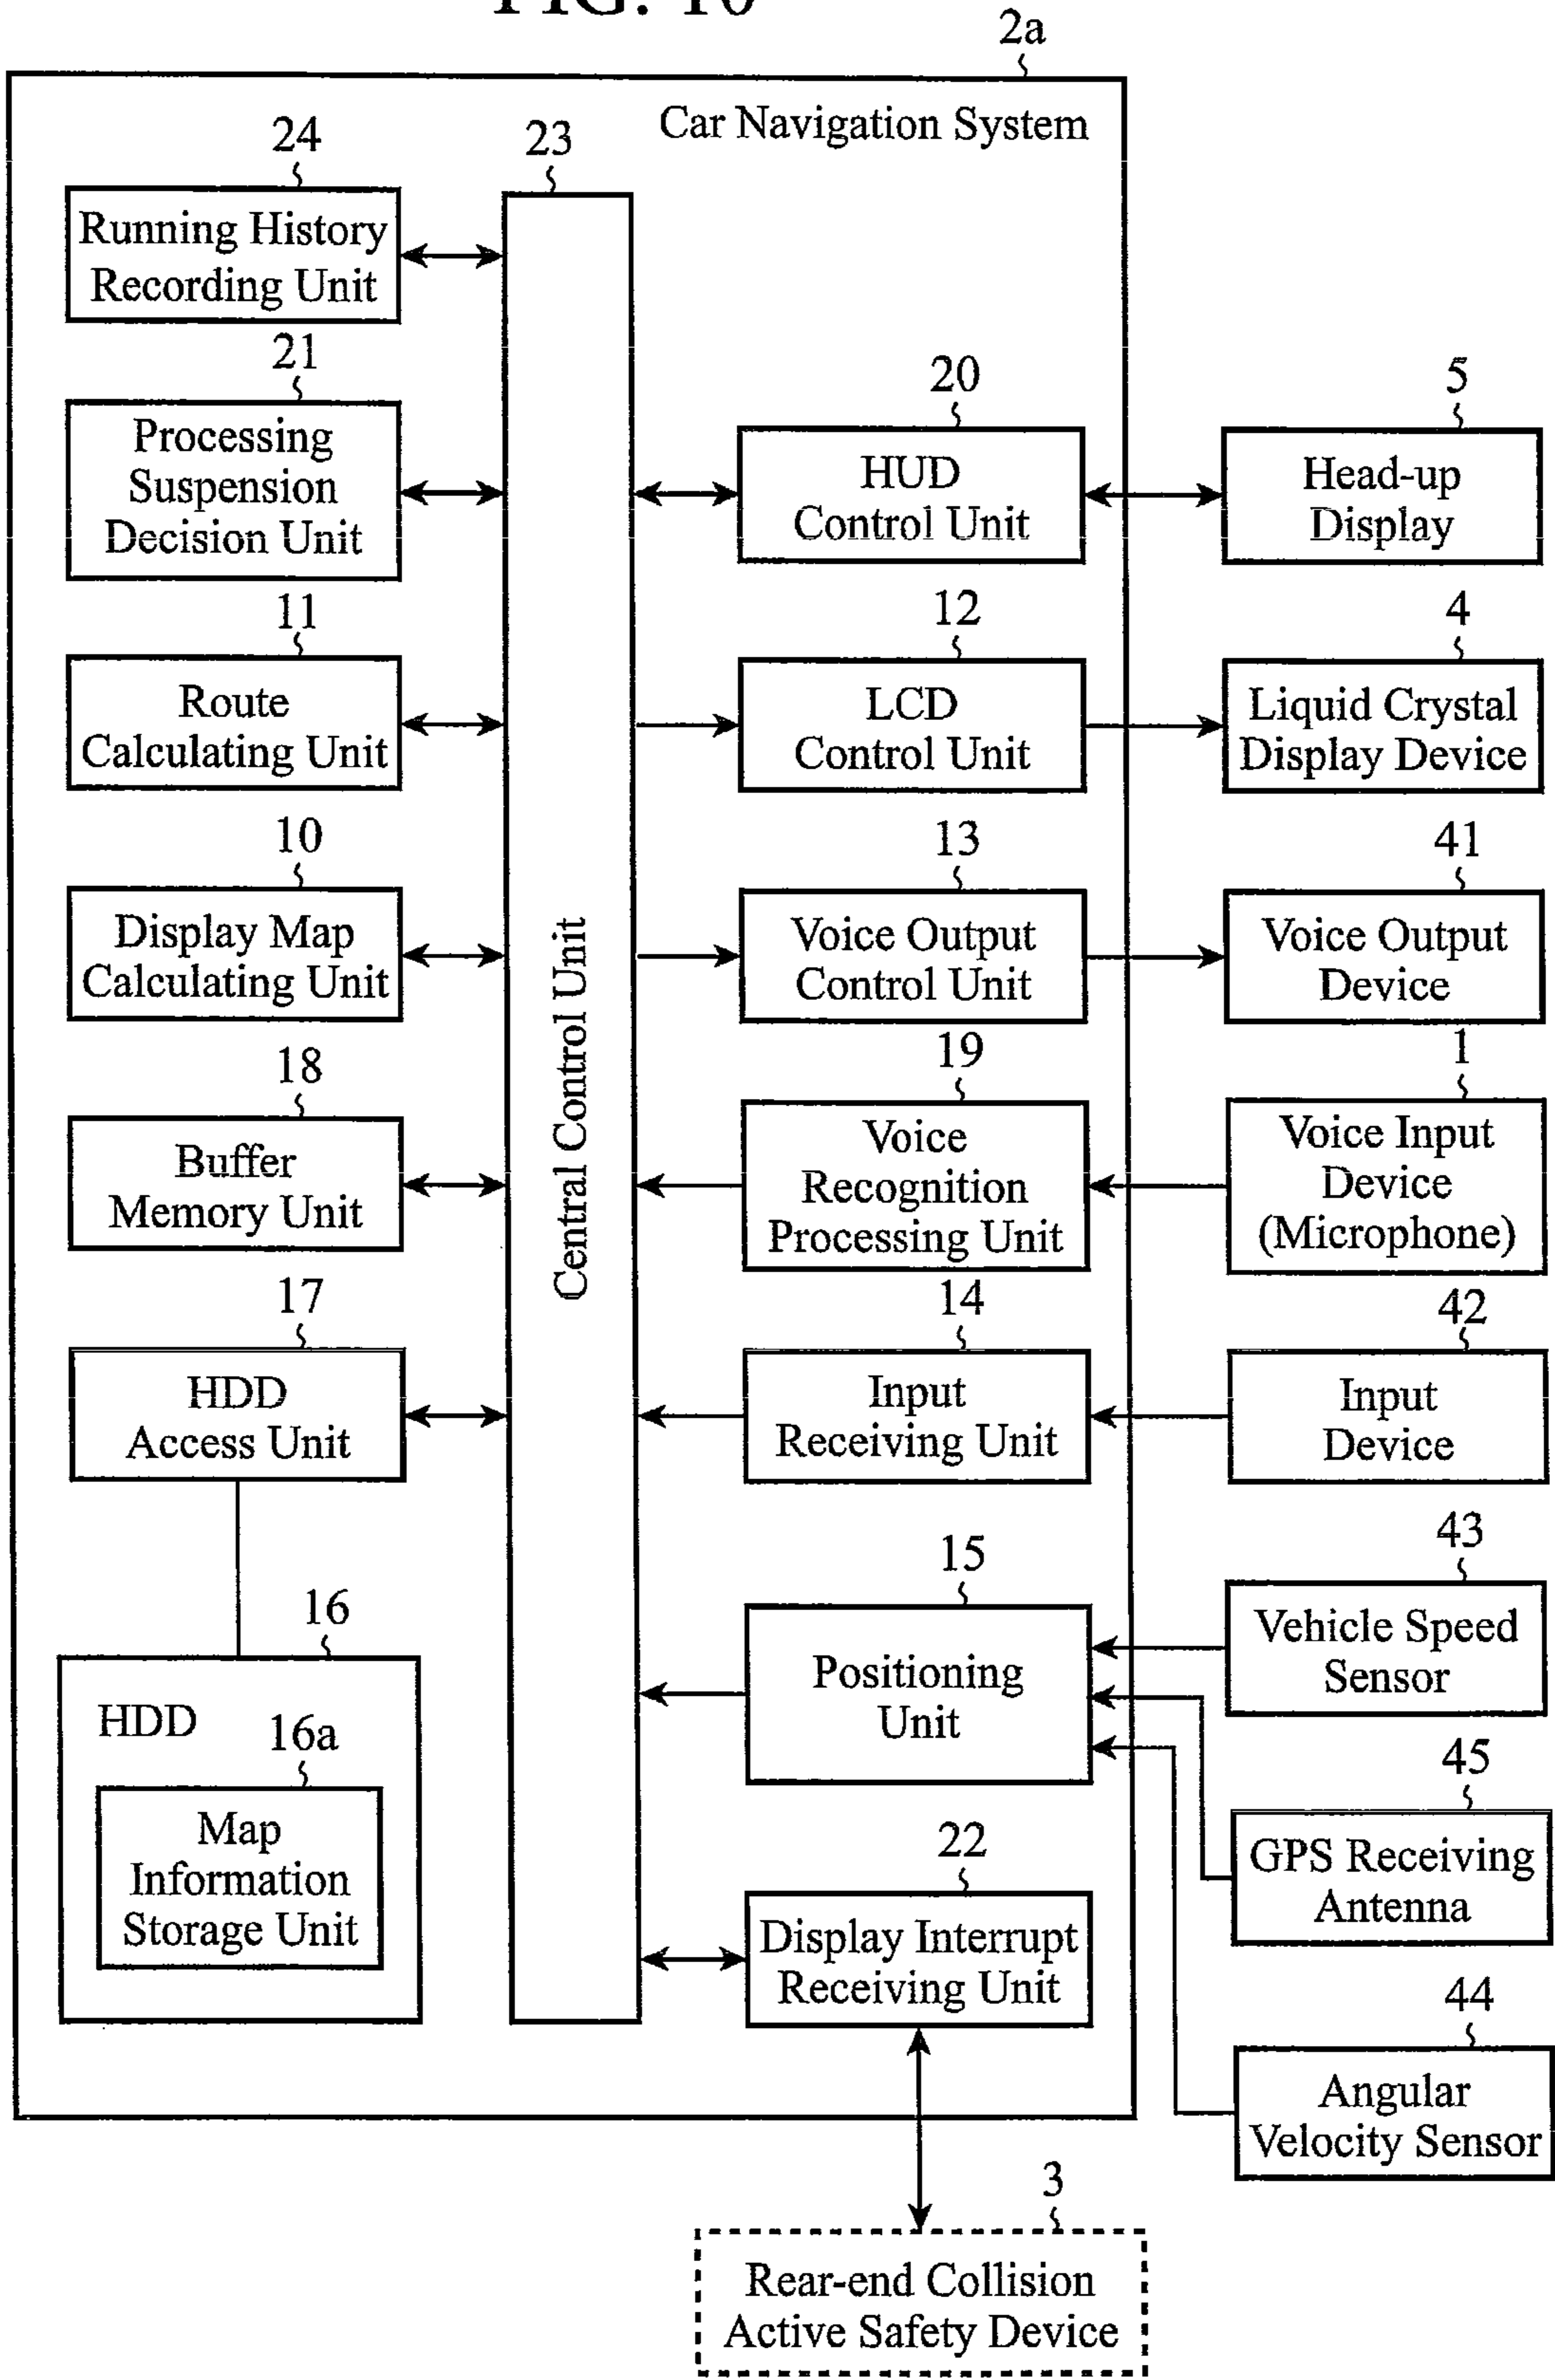 FIG. 10
2a
Car Navigation System
24
Running History
Recording Unit
23
Central Control Unit
21
Processing
Suspension
Decision Unit
20
HUD
Control Unit
5
Head-up
Display
11
Route
Calculating Unit
12
LCD
Control Unit
4
Liquid Crystal
Display Device
10
Display Map
Calculating Unit
13
Voice Output
Control Unit
41
Voice Output
Device
18
Buffer
Memory Unit
19
Voice
Recognition
Processing Unit
1
Voice Input
Device
(Microphone)
17
HDD
Access Unit
14
Input
Receiving Unit
42
Input
Device
16
HDD
16a
Map
Information
Storage Unit
15
Positioning
Unit
43
Vehicle Speed
Sensor
45
GPS Receiving
Antenna
22
Display Interrupt
Receiving Unit
44
Angular
Velocity Sensor
3
Rear-end Collision
Active Safety Device